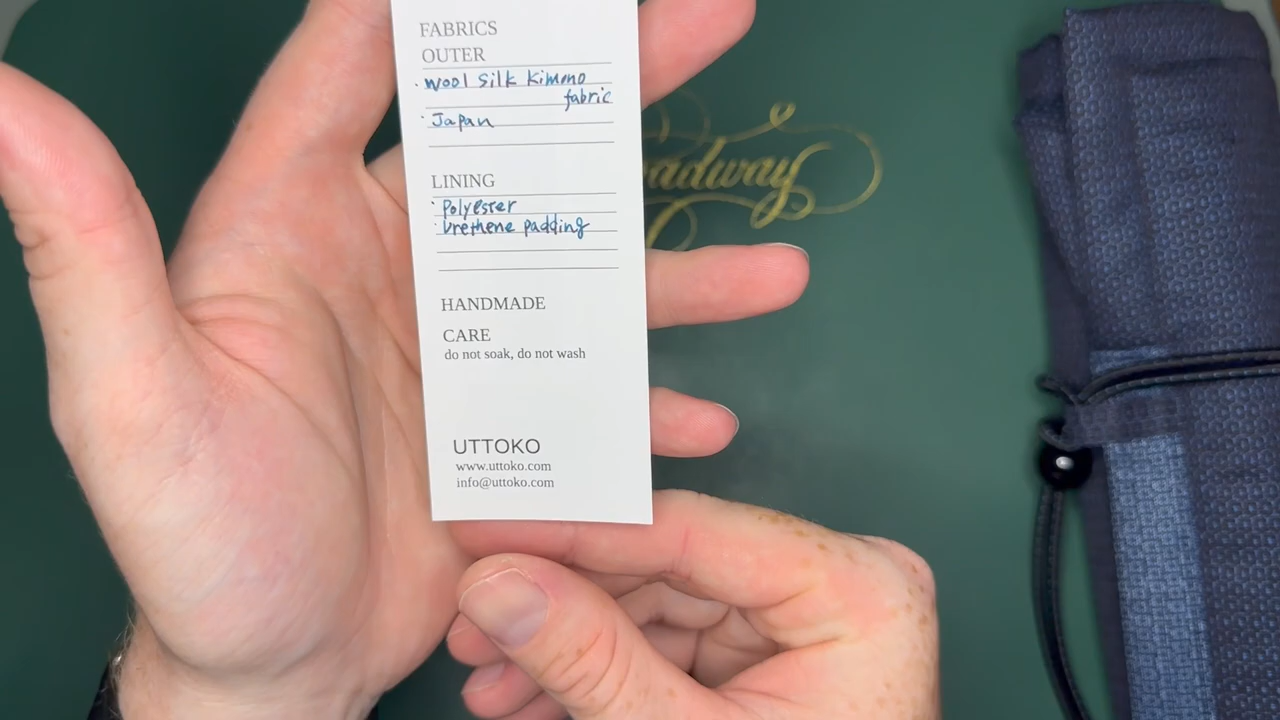 FABRICS
OUTER
· Wool Silk Kimono
fabric
· Japan
LINING
· Polyester
· Urethene padding
HANDMADE
CARE
do not soak, do not wash
UTTOKO
www.uttoko.com
info@uttoko.com